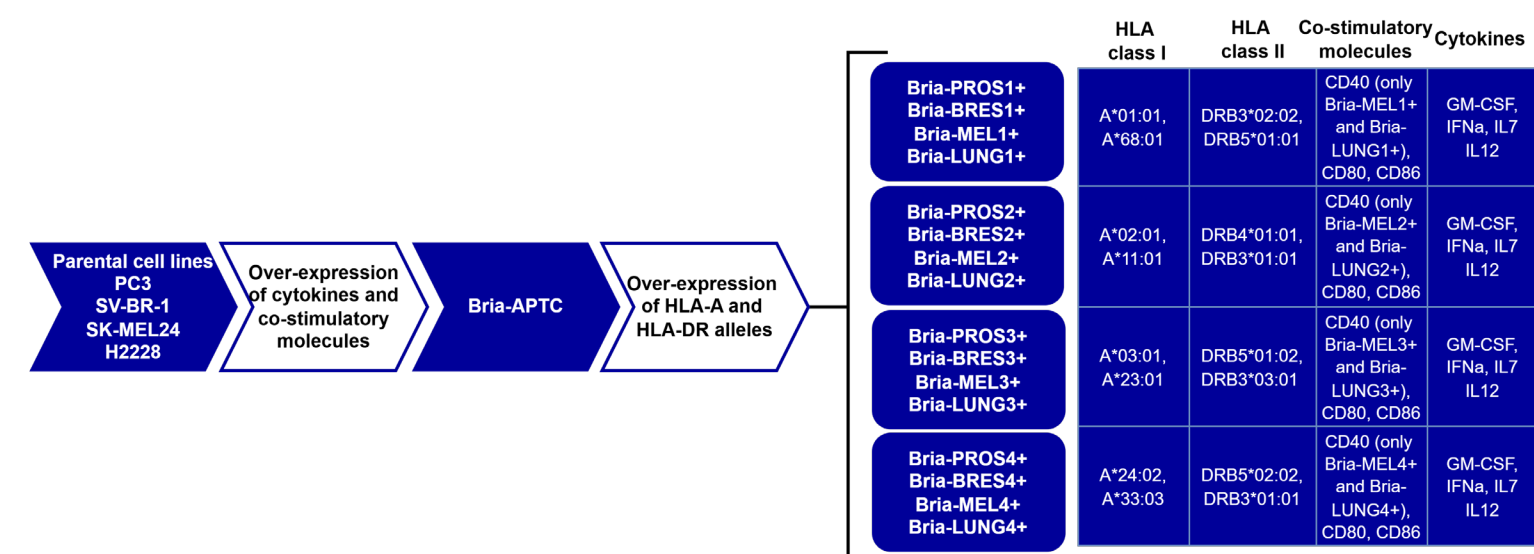 Parental cell lines
PC3
SV-BR-1
SK-MEL24
H2228
Over-expression
of cytokines and
co-stimulatory
molecules
Bria-APTC
Over-expression
of HLA-A and
HLA-DR alleles
HLA
class I
HLA
class II
Co-stimulatory
molecules
Cytokines
Bria-PROS1+
Bria-BRES1+
Bria-MEL1+
Bria-LUNG1+
A*01:01,
A*68:01
DRB3*02:02,
DRB5*01:01
CD40 (only
Bria-MEL1+
and Bria-
LUNG1+),
CD80, CD86
GM-CSF,
IFNa, IL7
IL12
Bria-PROS2+
Bria-BRES2+
Bria-MEL2+
Bria-LUNG2+
A*02:01,
A*11:01
DRB4*01:01,
DRB3*01:01
CD40 (only
Bria-MEL2+
and Bria-
LUNG2+),
CD80, CD86
GM-CSF,
IFNa, IL7
IL12
Bria-PROS3+
Bria-BRES3+
Bria-MEL3+
Bria-LUNG3+
A*03:01,
A*23:01
DRB5*01:02,
DRB3*03:01
CD40 (only
Bria-MEL3+
and Bria-
LUNG3+),
CD80, CD86
GM-CSF,
IFNa, IL7
IL12
Bria-PROS4+
Bria-BRES4+
Bria-MEL4+
Bria-LUNG4+
A*24:02,
A*33:03
DRB5*02:02,
DRB3*01:01
CD40 (only
Bria-MEL4+
and Bria-
LUNG4+),
CD80, CD86
GM-CSF,
IFNa, IL7
IL12